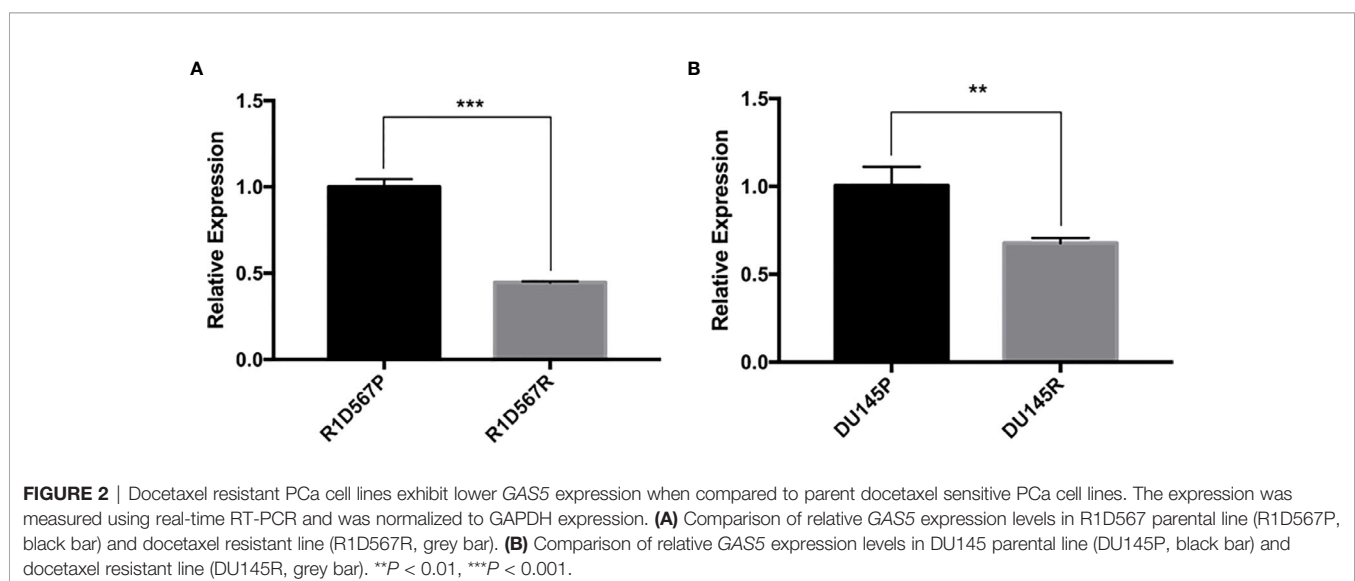 A
Relative Expression
1.5
1.0
0.5
0.0
***
R1D567P
R1D567R
B
Relative Expression
1.5
1.0
0.5
0.0
**
DU145P
DU145R
FIGURE 2 | Docetaxel resistant PCa cell lines exhibit lower GAS5 expression when compared to parent docetaxel sensitive PCa cell lines. The expression was
measured using real-time RT-PCR and was normalized to GAPDH expression. (A) Comparison of relative GAS5 expression levels in R1D567 parental line (R1D567P,
black bar) and docetaxel resistant line (R1D567R, grey bar). (B) Comparison of relative GAS5 expression levels in DU145 parental line (DU145P, black bar) and
docetaxel resistant line (DU145R, grey bar). **P < 0.01, ***P < 0.001.